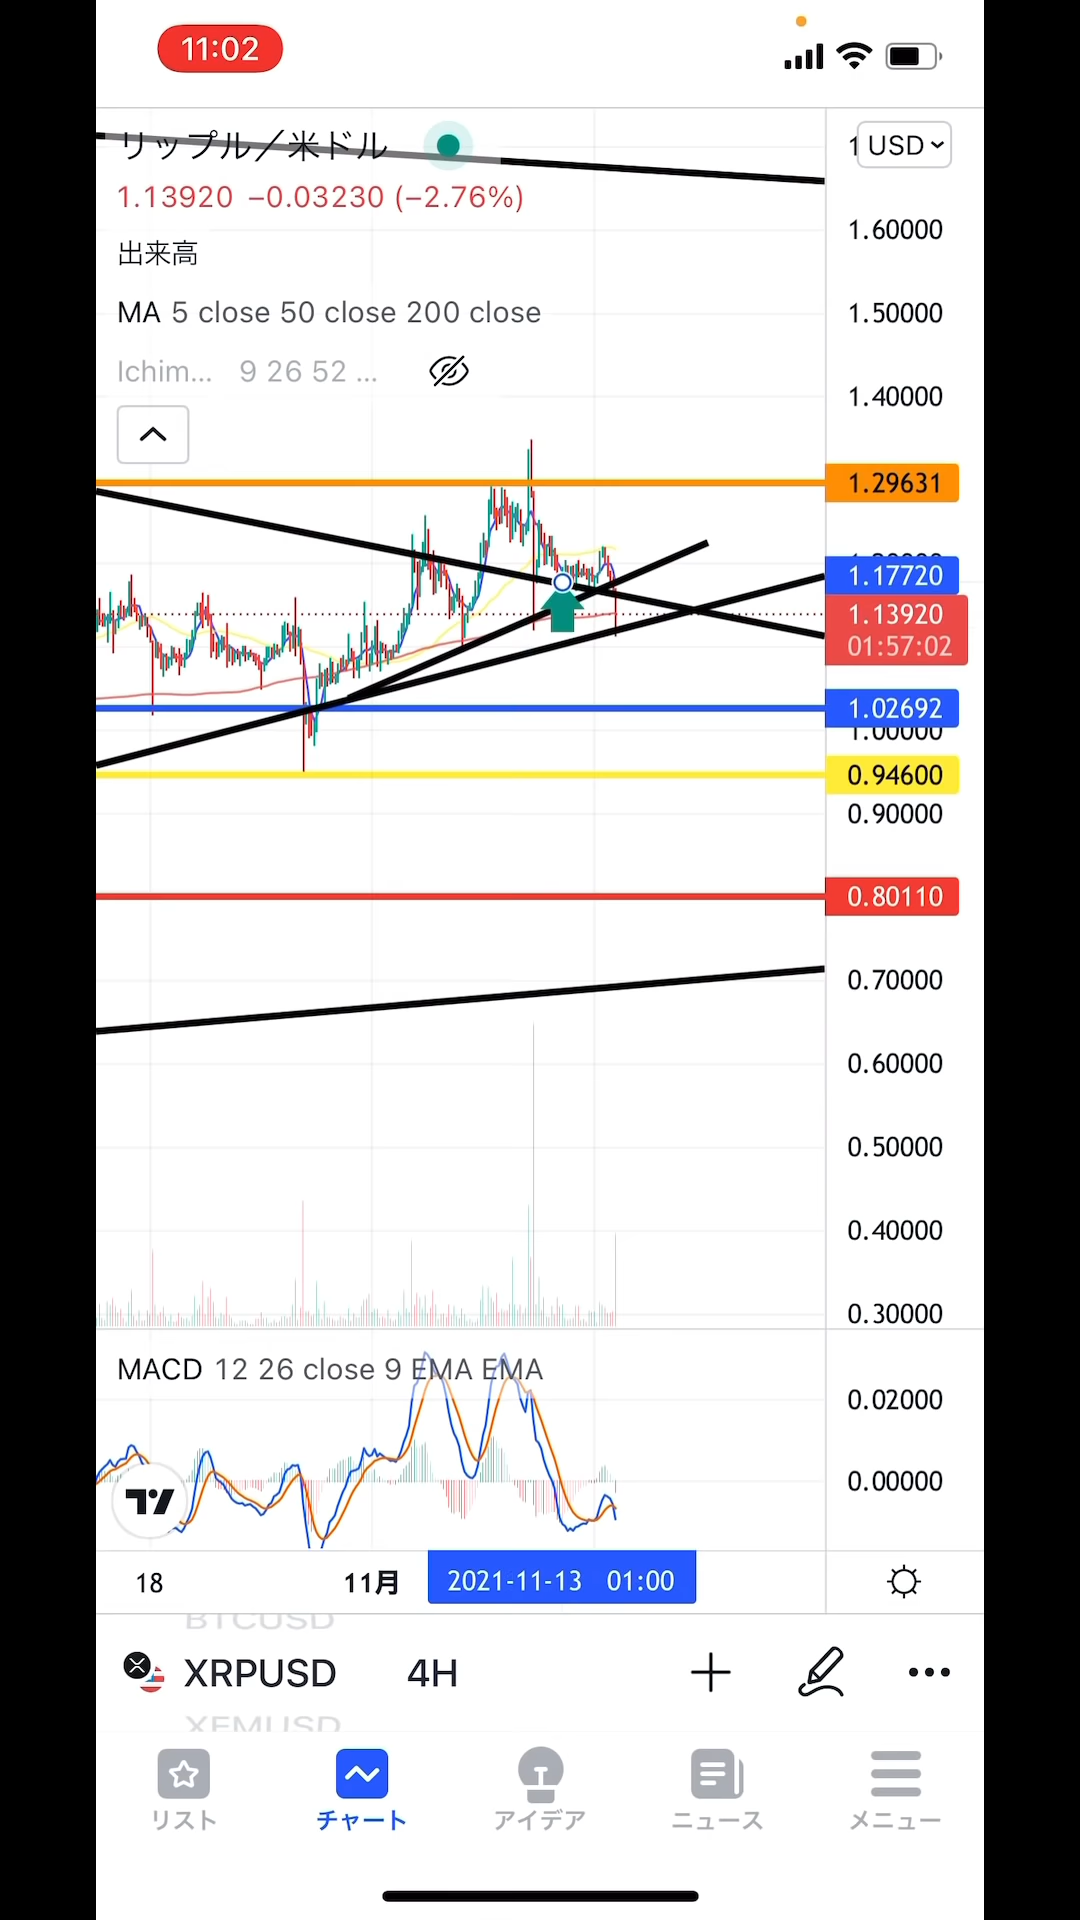 11:02
リップル／米ドル
1 USD
1.13920 −0.03230 (−2.76%)
出来高
MA 5 close 50 close 200 close
Ichim... 9 26 52 ...
1.60000
1.50000
1.40000
1.29631
1.17720
1.13920
01:57:02
1.02692
1.00000
0.94600
0.90000
0.80110
0.70000
0.60000
0.50000
0.40000
0.30000
MACD 12 26 close 9 EMA EMA
0.02000
0.00000
18 11月 2021-11-13 01:00
BTCUSD
XRPUSD 4H
XEMUSD
リスト チャート アイデア ニュース メニュー